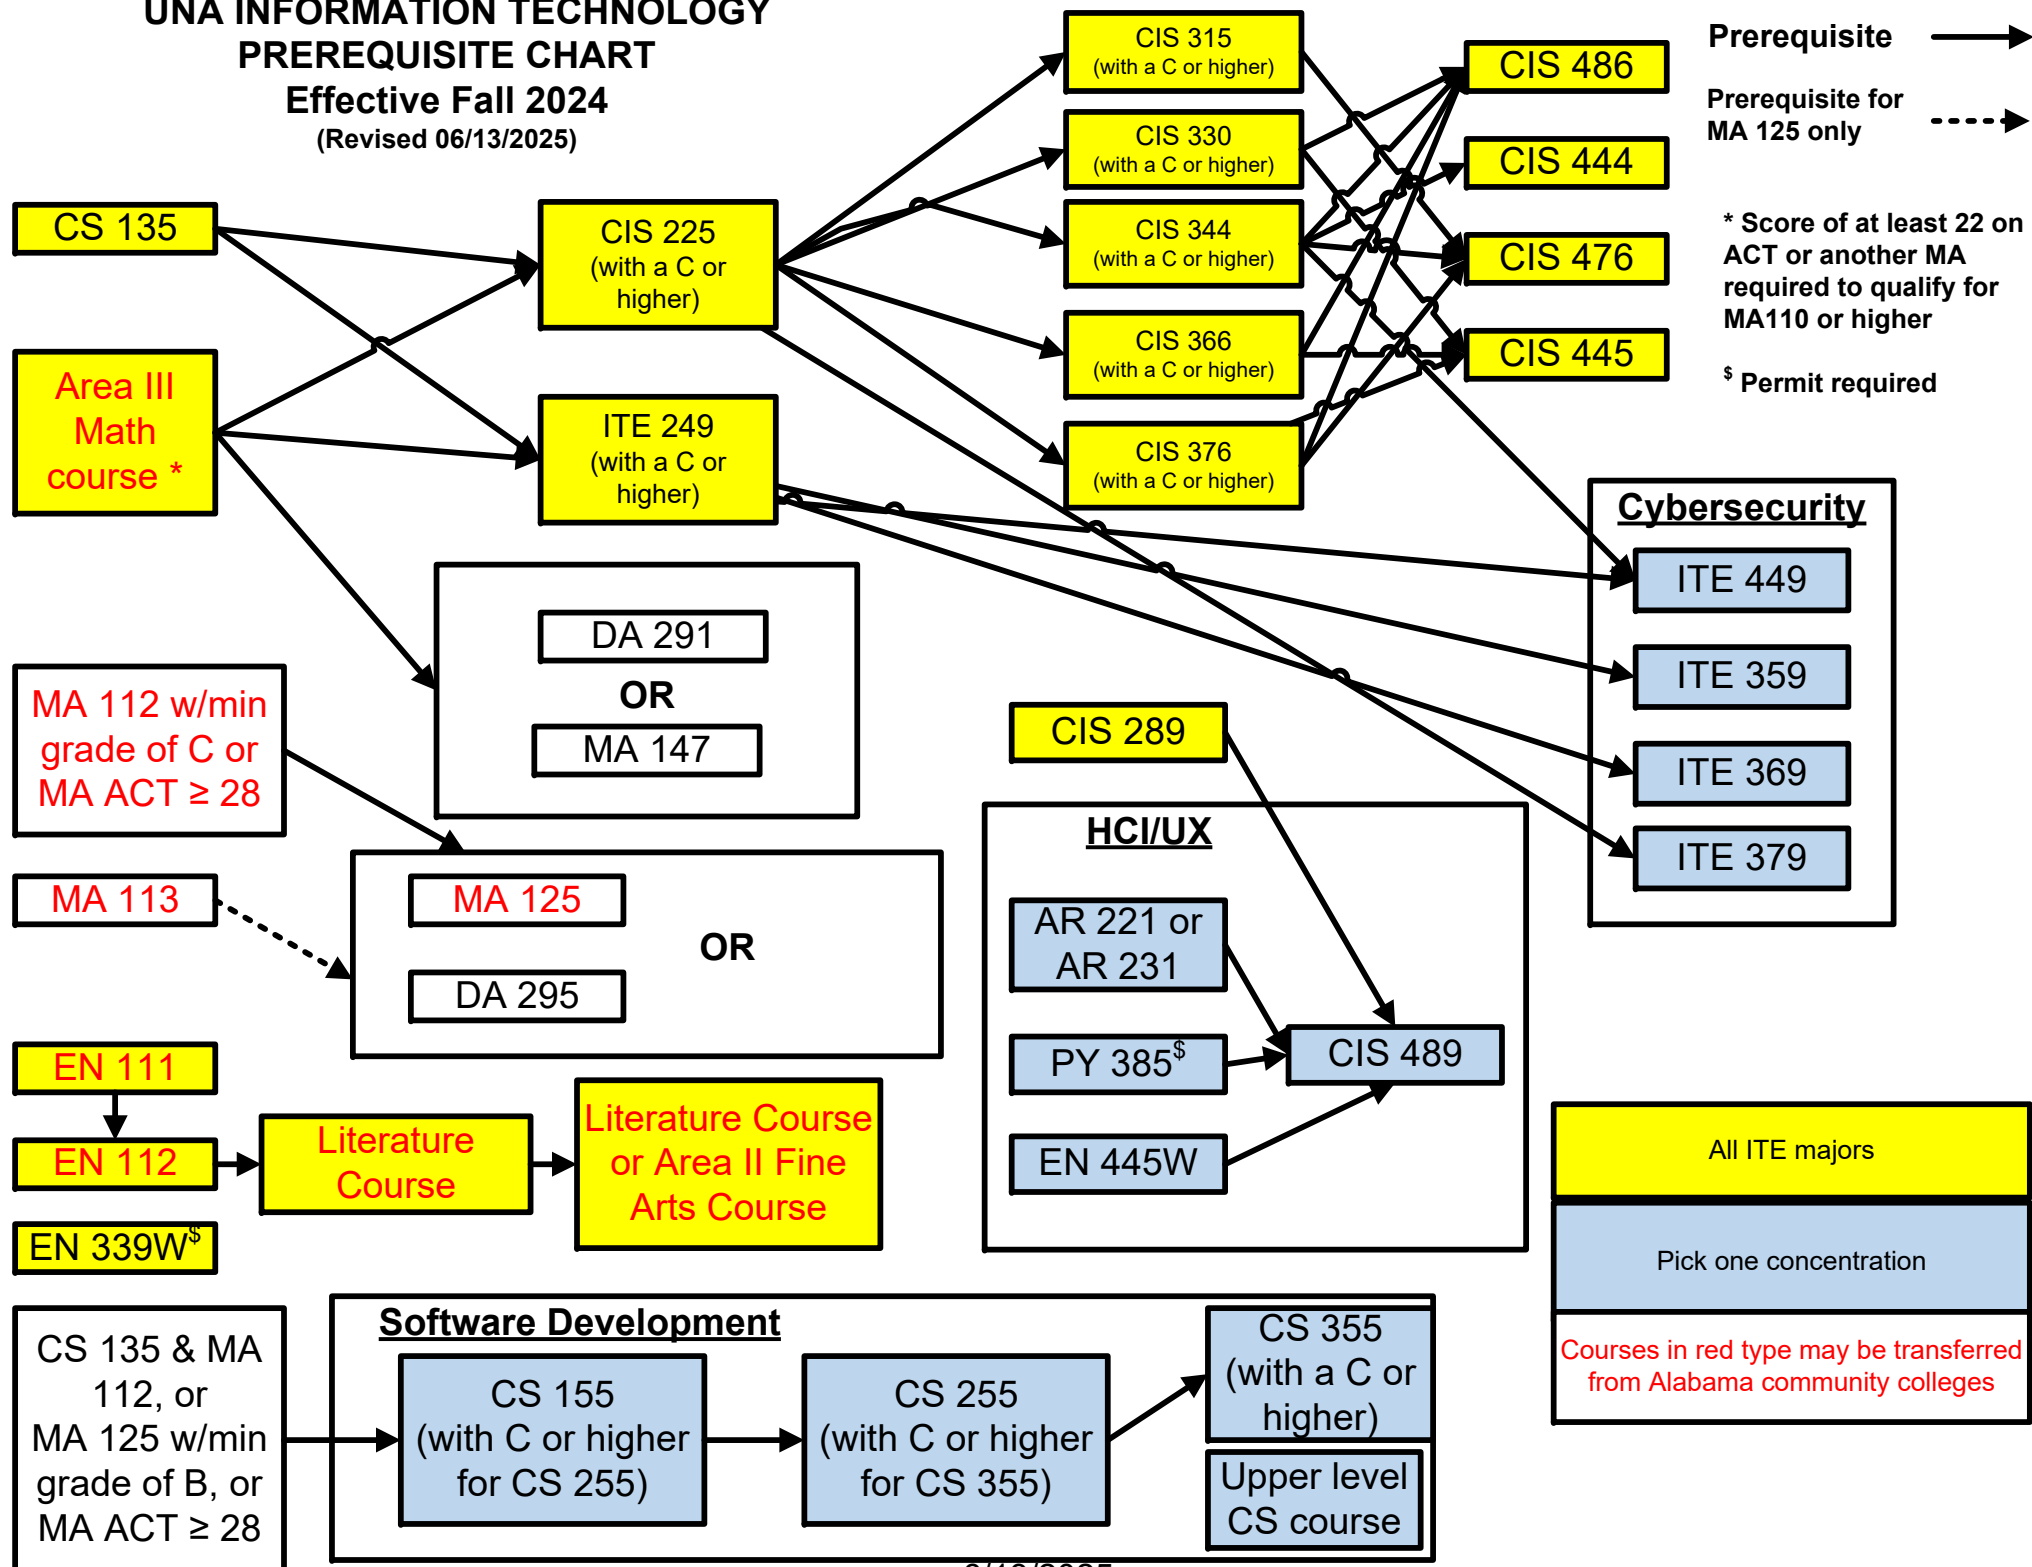 UNA INFORMATION TECHNOLOGY
PREREQUISITE CHART
Effective Fall 2024
(Revised 06/13/2025)
CIS 315
(with a C or higher)
CIS 330
(with a C or higher)
CIS 344
(with a C or higher)
CIS 366
(with a C or higher)
CIS 376
(with a C or higher)
CIS 486
CIS 444
CIS 476
CIS 445
Prerequisite
Prerequisite for
MA 125 only
* Score of at least 22 on
ACT or another MA
required to qualify for
MA110 or higher
$ Permit required
CS 135
Area III
Math
course *
CIS 225
(with a C or
higher)
ITE 249
(with a C or
higher)
DA 291
OR
MA 147
MA 112 w/min
grade of C or
MA ACT ≥ 28
MA 113
MA 125
OR
DA 295
Cybersecurity
ITE 449
ITE 359
ITE 369
ITE 379
CIS 289
HCI/UX
AR 221 or
AR 231
PY 385$
EN 445W
CIS 489
EN 111
EN 112
EN 339W$
Literature
Course
Literature Course
or Area II Fine
Arts Course
All ITE majors
Pick one concentration
Courses in red type may be transferred
from Alabama community colleges
CS 135 & MA
112, or
MA 125 w/min
grade of B, or
MA ACT ≥ 28
Software Development
CS 155
(with C or higher
for CS 255)
CS 255
(with C or higher
for CS 355)
CS 355
(with a C or
higher)
Upper level
CS course